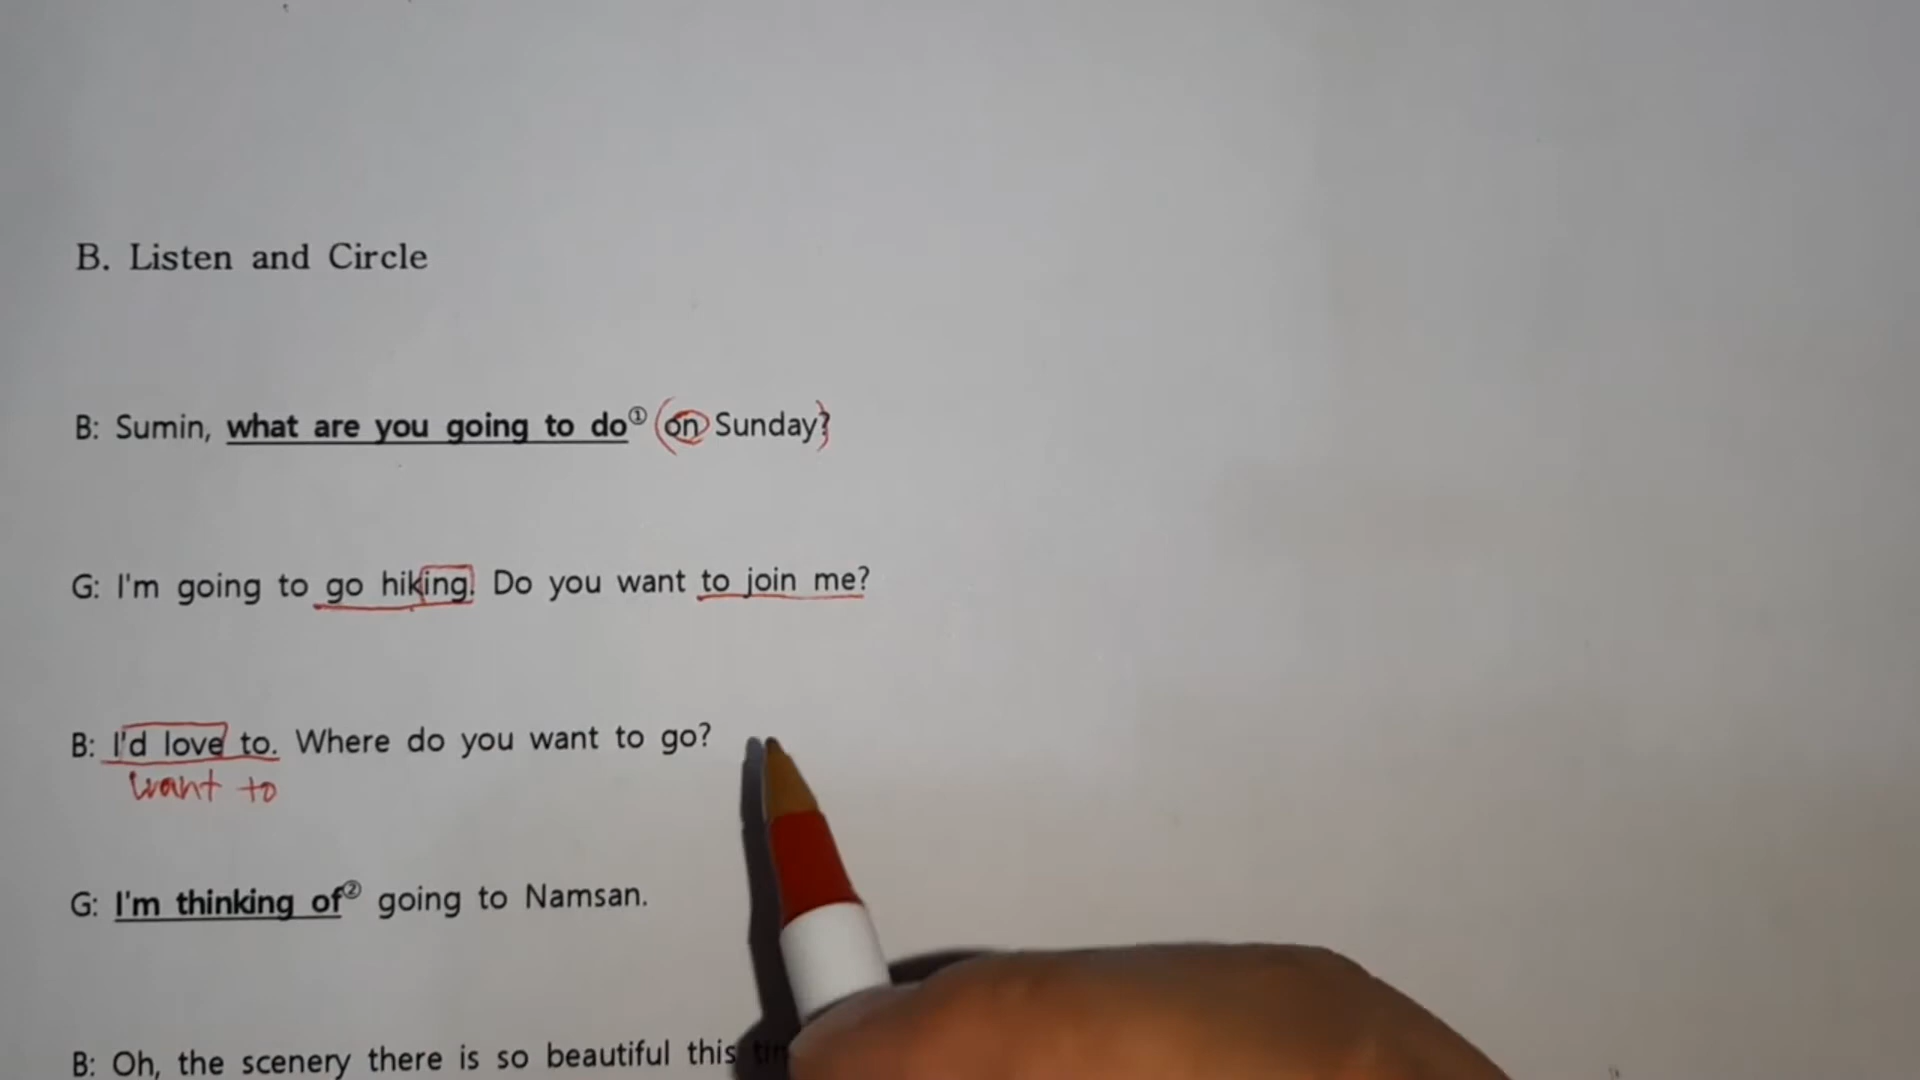 B. Listen and Circle
B: Sumin, what are you going to do① (on Sunday?)
G: I'm going to go hiking. Do you want to join me?
B: I'd love to. Where do you want to go?
want to
G: I'm thinking of② going to Namsan.
B: Oh, the scenery there is so beautiful this